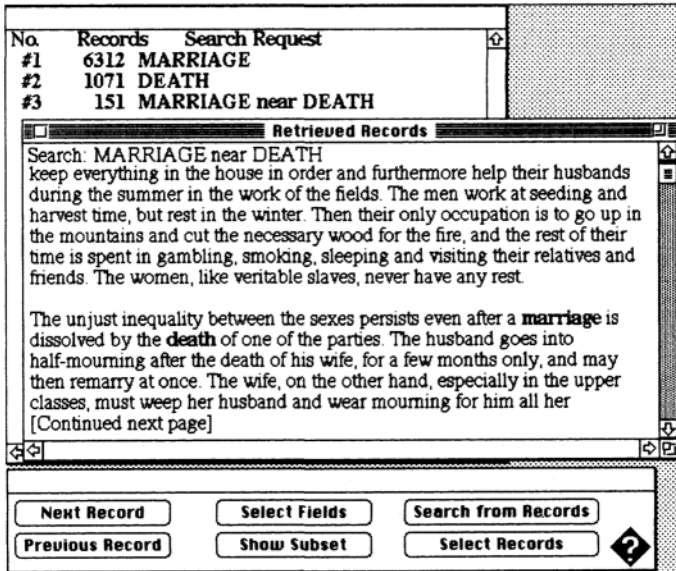 No. Records Search Request
#1 6312 MARRIAGE
#2 1071 DEATH
#3 151 MARRIAGE near DEATH
Retrieved Records
Search: MARRIAGE near DEATH
keep everything in the house in order and furthermore help their husbands
during the summer in the work of the fields. The men work at seeding and
harvest time, but rest in the winter. Then their only occupation is to go up in
the mountains and cut the necessary wood for the fire, and the rest of their
time is spent in gambling, smoking, sleeping and visiting their relatives and
friends. The women, like veritable slaves, never have any rest.
The unjust inequality between the sexes persists even after a marriage is
dissolved by the death of one of the parties. The husband goes into
half-mourning after the death of his wife, for a few months only, and may
then remarry at once. The wife, on the other hand, especially in the upper
classes, must weep her husband and wear mourning for him all her
[Continued next page]
Next Record Select Fields Search from Records
Previous Record Show Subset Select Records ?